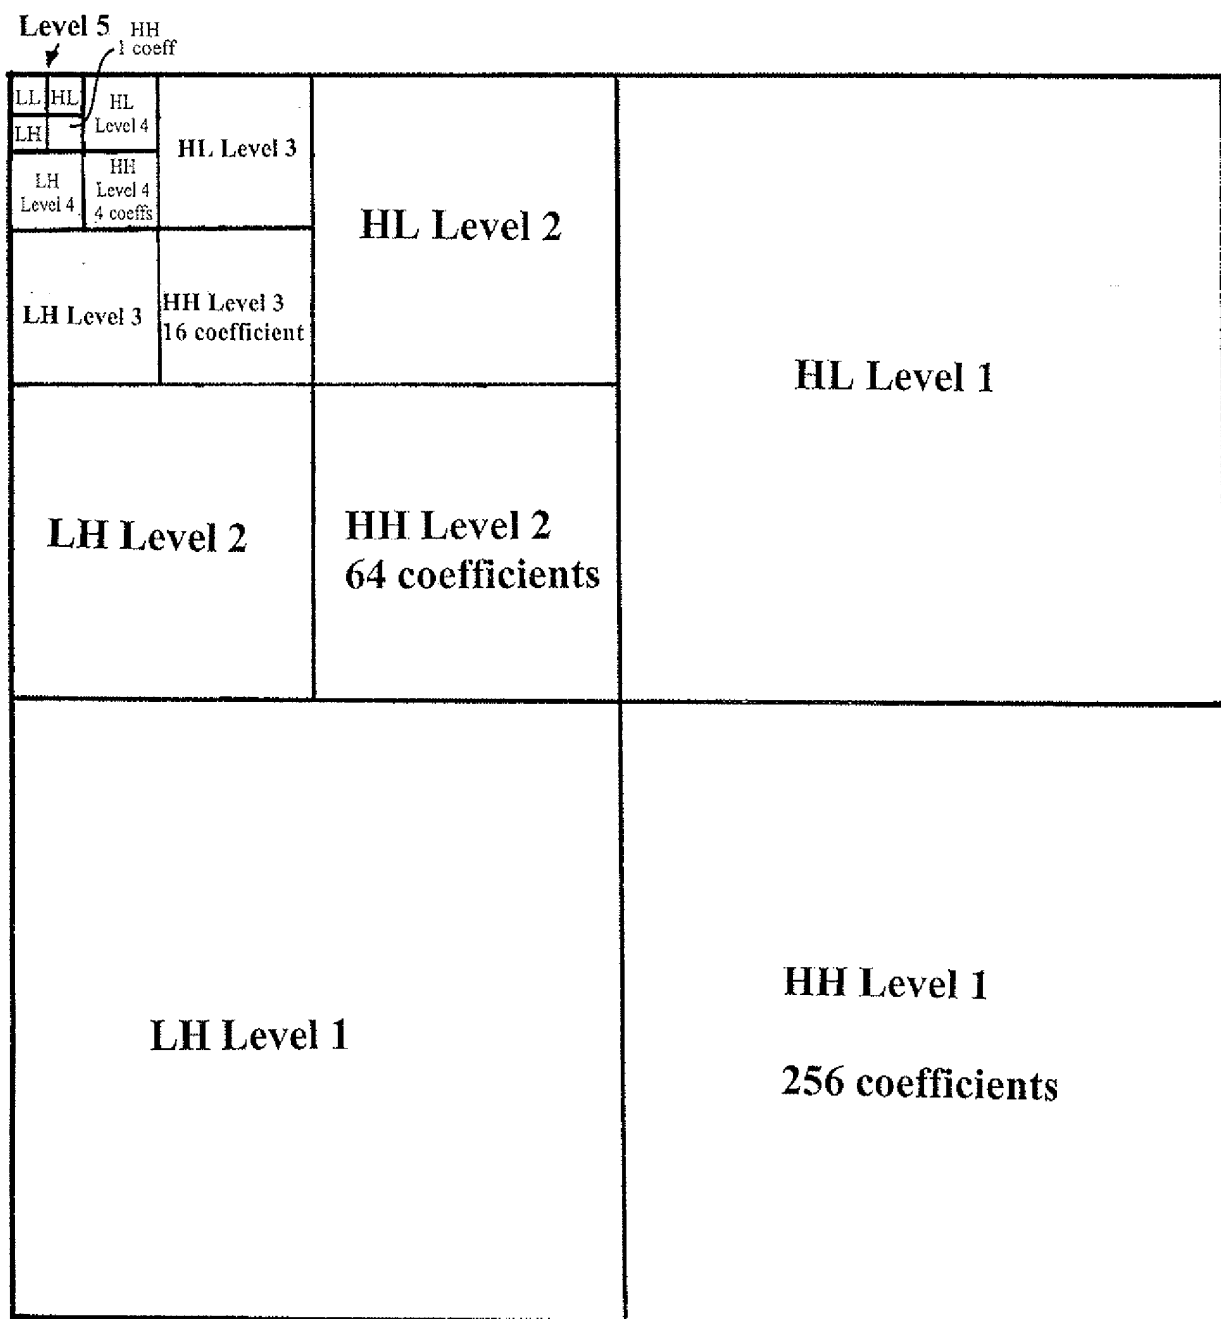 Level 5
HH
1 coeff
LL
HL
HL
Level 4
LH
LH
Level 4
HH
Level 4
4 coeffs
HL Level 3
LH Level 3
HH Level 3
16 coefficient
HL Level 2
LH Level 2
HH Level 2
64 coefficients
HL Level 1
LH Level 1
HH Level 1
256 coefficients